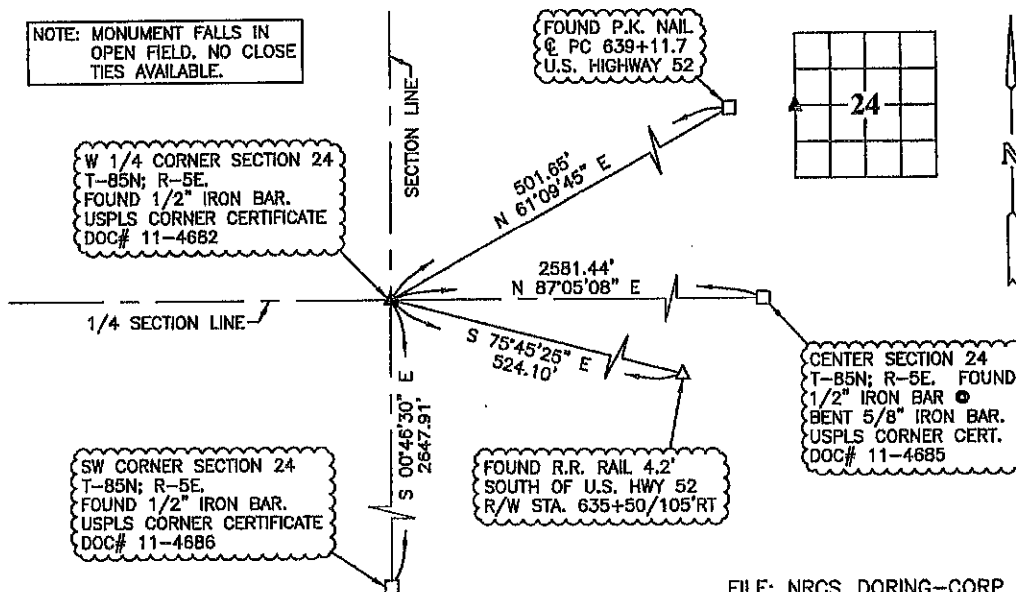 NOTE: MONUMENT FALLS IN
OPEN FIELD. NO CLOSE
TIES AVAILABLE.
SECTION LINE
FOUND P.K. NAIL
℄ PC 639+11.7
U.S. HIGHWAY 52
24
N
W 1/4 CORNER SECTION 24
T-85N; R-5E.
FOUND 1/2" IRON BAR.
USPLS CORNER CERTIFICATE
DOC# 11-4682
501.65'
N 61°09'45" E
2581.44'
N 87°05'08" E
1/4 SECTION LINE
S 75°45'25" E
524.10'
CENTER SECTION 24
T-85N; R-5E. FOUND
1/2" IRON BAR @
BENT 5/8" IRON BAR.
USPLS CORNER CERT.
DOC# 11-4685
S 00°46'30" E
2647.91'
SW CORNER SECTION 24
T-85N; R-5E.
FOUND 1/2" IRON BAR.
USPLS CORNER CERTIFICATE
DOC# 11-4686
FOUND R.R. RAIL 4.2'
SOUTH OF U.S. HWY 52
R/W STA. 635+50/105'RT
FILE: NRCS DORING-CORP